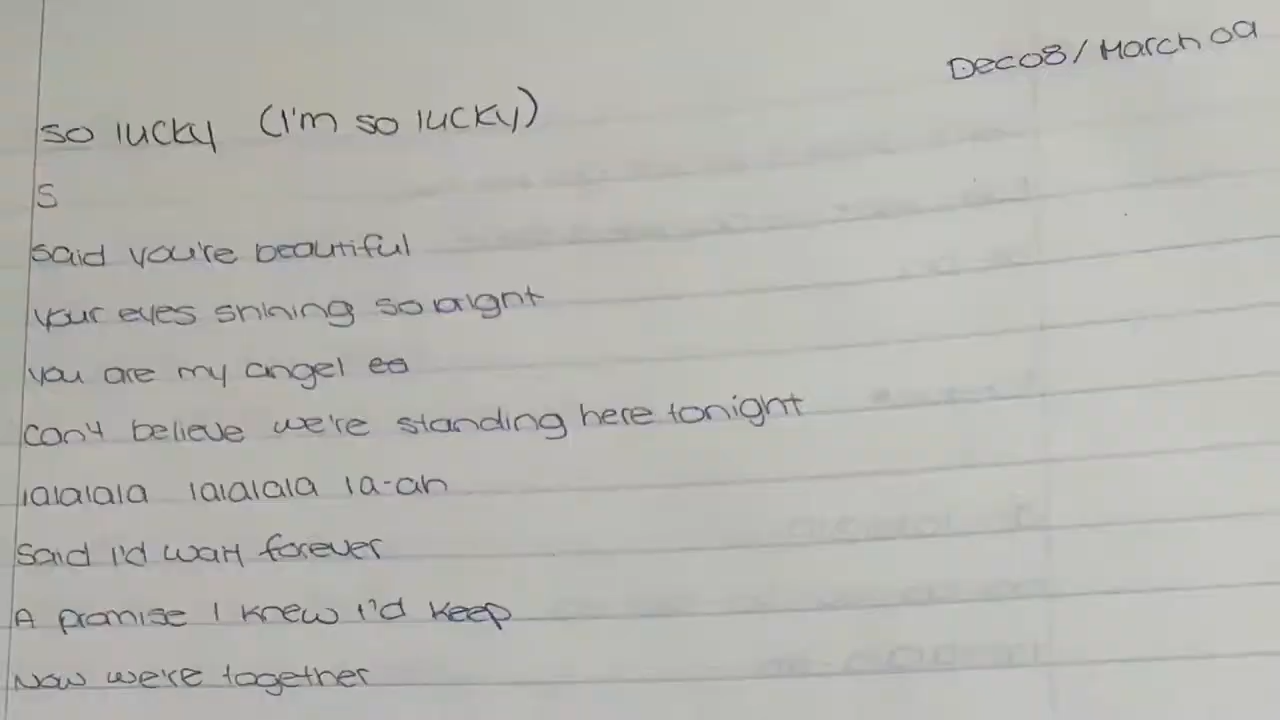 Dec08/March 09
so lucky (I'm so lucky)
S
said you're beautiful
your eyes shining so bright
you are my angel
can't believe we're standing here tonight
lalalala lalalala la-ah
said I'd wait forever
A promise I knew I'd keep
Now we're together